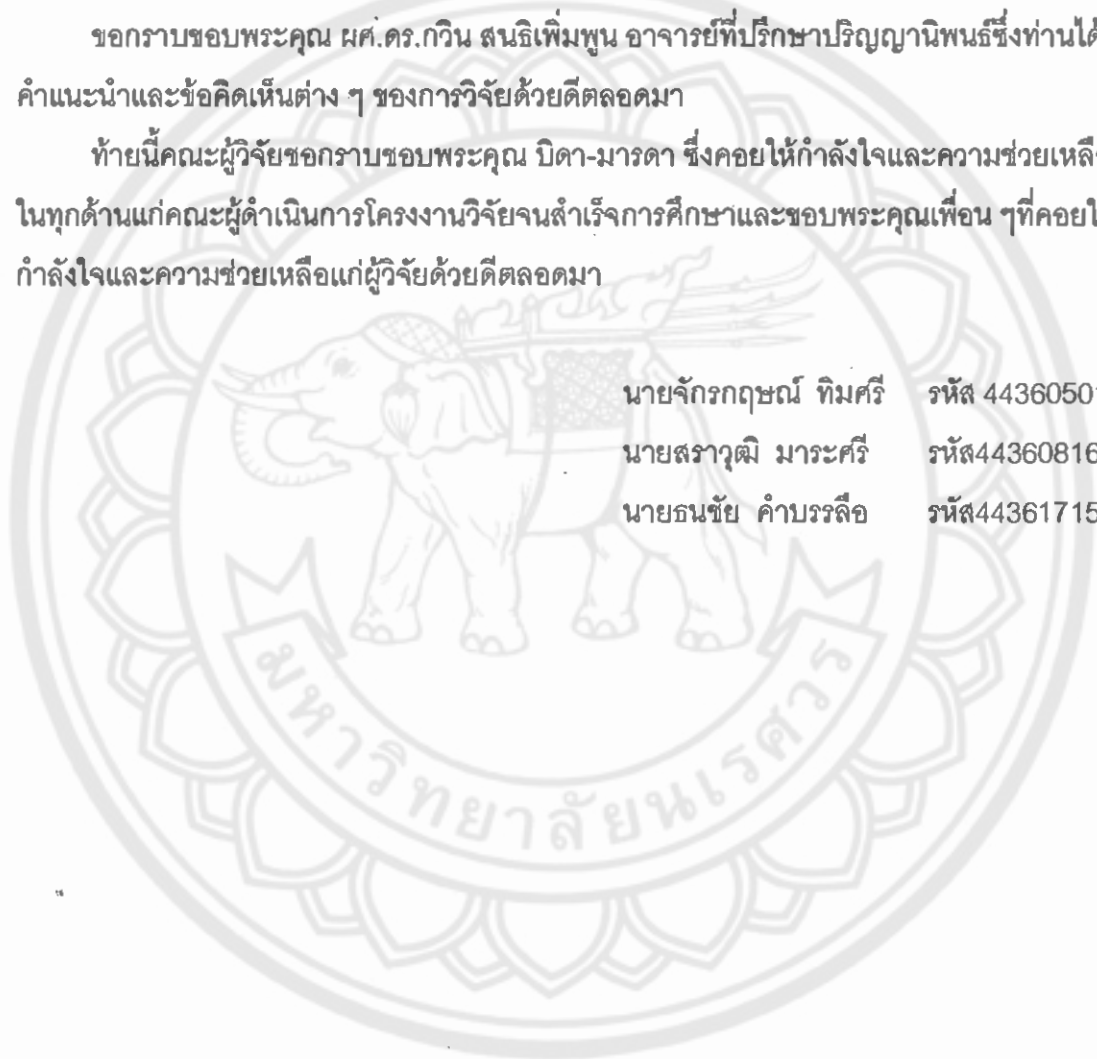 ขอกราบขอบพระคุณ ผศ.ดร.กวิน สนธิเพิ่มพูน อาจารย์ที่ปรึกษาปริญญานิพนธ์ซึ่งท่านได้
คำแนะนำและข้อคิดเห็นต่าง ๆ ของการวิจัยด้วยดีตลอดมา
ท้ายนี้คณะผู้วิจัยขอกราบขอบพระคุณ บิดา-มารดา ซึ่งคอยให้กำลังใจและความช่วยเหลือ
ในทุกด้านแก่คณะผู้ดำเนินการโครงงานวิจัยจนสำเร็จการศึกษาและขอบพระคุณเพื่อน ๆที่คอยใ
กำลังใจและความช่วยเหลือแก่ผู้วิจัยด้วยดีตลอดมา
นายจักรกฤษณ์ ทิมศรี รหัส 44360501
นายสราวุฒิ มาระศรี รหัส44360816
นายธนชัย คำบรรลือ รหัส44361715
มหาวิทยาลัยนเรศวร